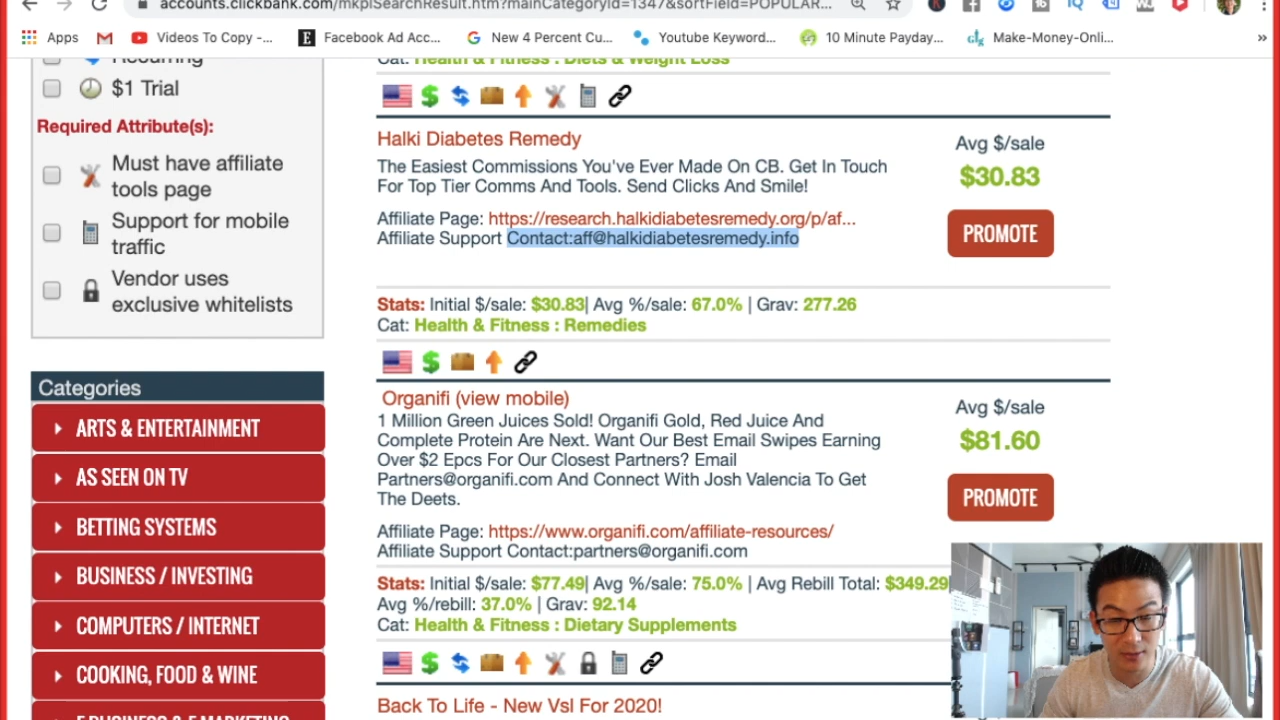 accounts.clickbank.com/mkplSearchResult.htm?mainCategoryId=1347&sortField=POPULAR...
Apps
Videos To Copy -...
Facebook Ad Acc...
New 4 Percent Cu...
Youtube Keyword...
10 Minute Payday...
Make-Money-Onli...
»
Recurring
$1 Trial
Required Attribute(s):
Must have affiliate
tools page
Support for mobile
traffic
Vendor uses
exclusive whitelists
Categories
ARTS & ENTERTAINMENT
AS SEEN ON TV
BETTING SYSTEMS
BUSINESS / INVESTING
COMPUTERS / INTERNET
COOKING, FOOD & WINE
E-BUSINESS & E-MARKETING
Cat: Health & Fitness : Diets & Weight Loss
Halki Diabetes Remedy
The Easiest Commissions You've Ever Made On CB. Get In Touch
For Top Tier Comms And Tools. Send Clicks And Smile!
Affiliate Page: https://research.halkidiabetesremedy.org/p/af...
Affiliate Support Contact:aff@halkidiabetesremedy.info
Avg $/sale
$30.83
PROMOTE
Stats: Initial $/sale: $30.83| Avg %/sale: 67.0% | Grav: 277.26
Cat: Health & Fitness : Remedies
Organifi (view mobile)
1 Million Green Juices Sold! Organifi Gold, Red Juice And
Complete Protein Are Next. Want Our Best Email Swipes Earning
Over $2 Epcs For Our Closest Partners? Email
Partners@organifi.com And Connect With Josh Valencia To Get
The Deets.
Affiliate Page: https://www.organifi.com/affiliate-resources/
Affiliate Support Contact:partners@organifi.com
Avg $/sale
$81.60
PROMOTE
Stats: Initial $/sale: $77.49| Avg %/sale: 75.0% | Avg Rebill Total: $349.29
Avg %/rebill: 37.0% | Grav: 92.14
Cat: Health & Fitness : Dietary Supplements
Back To Life - New Vsl For 2020!